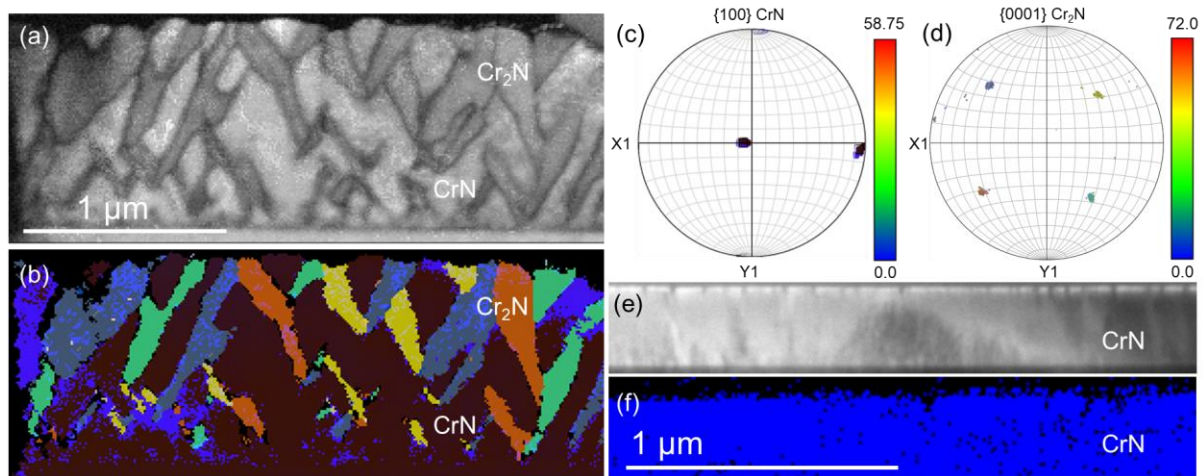 (a)
Cr₂N
CrN
1 µm
(b)
Cr₂N
CrN
(c)
{100} CrN
58.75
X1
Y1
0.0
(d)
{0001} Cr₂N
72.0
X1
Y1
0.0
(e)
CrN
(f)
1 µm
CrN